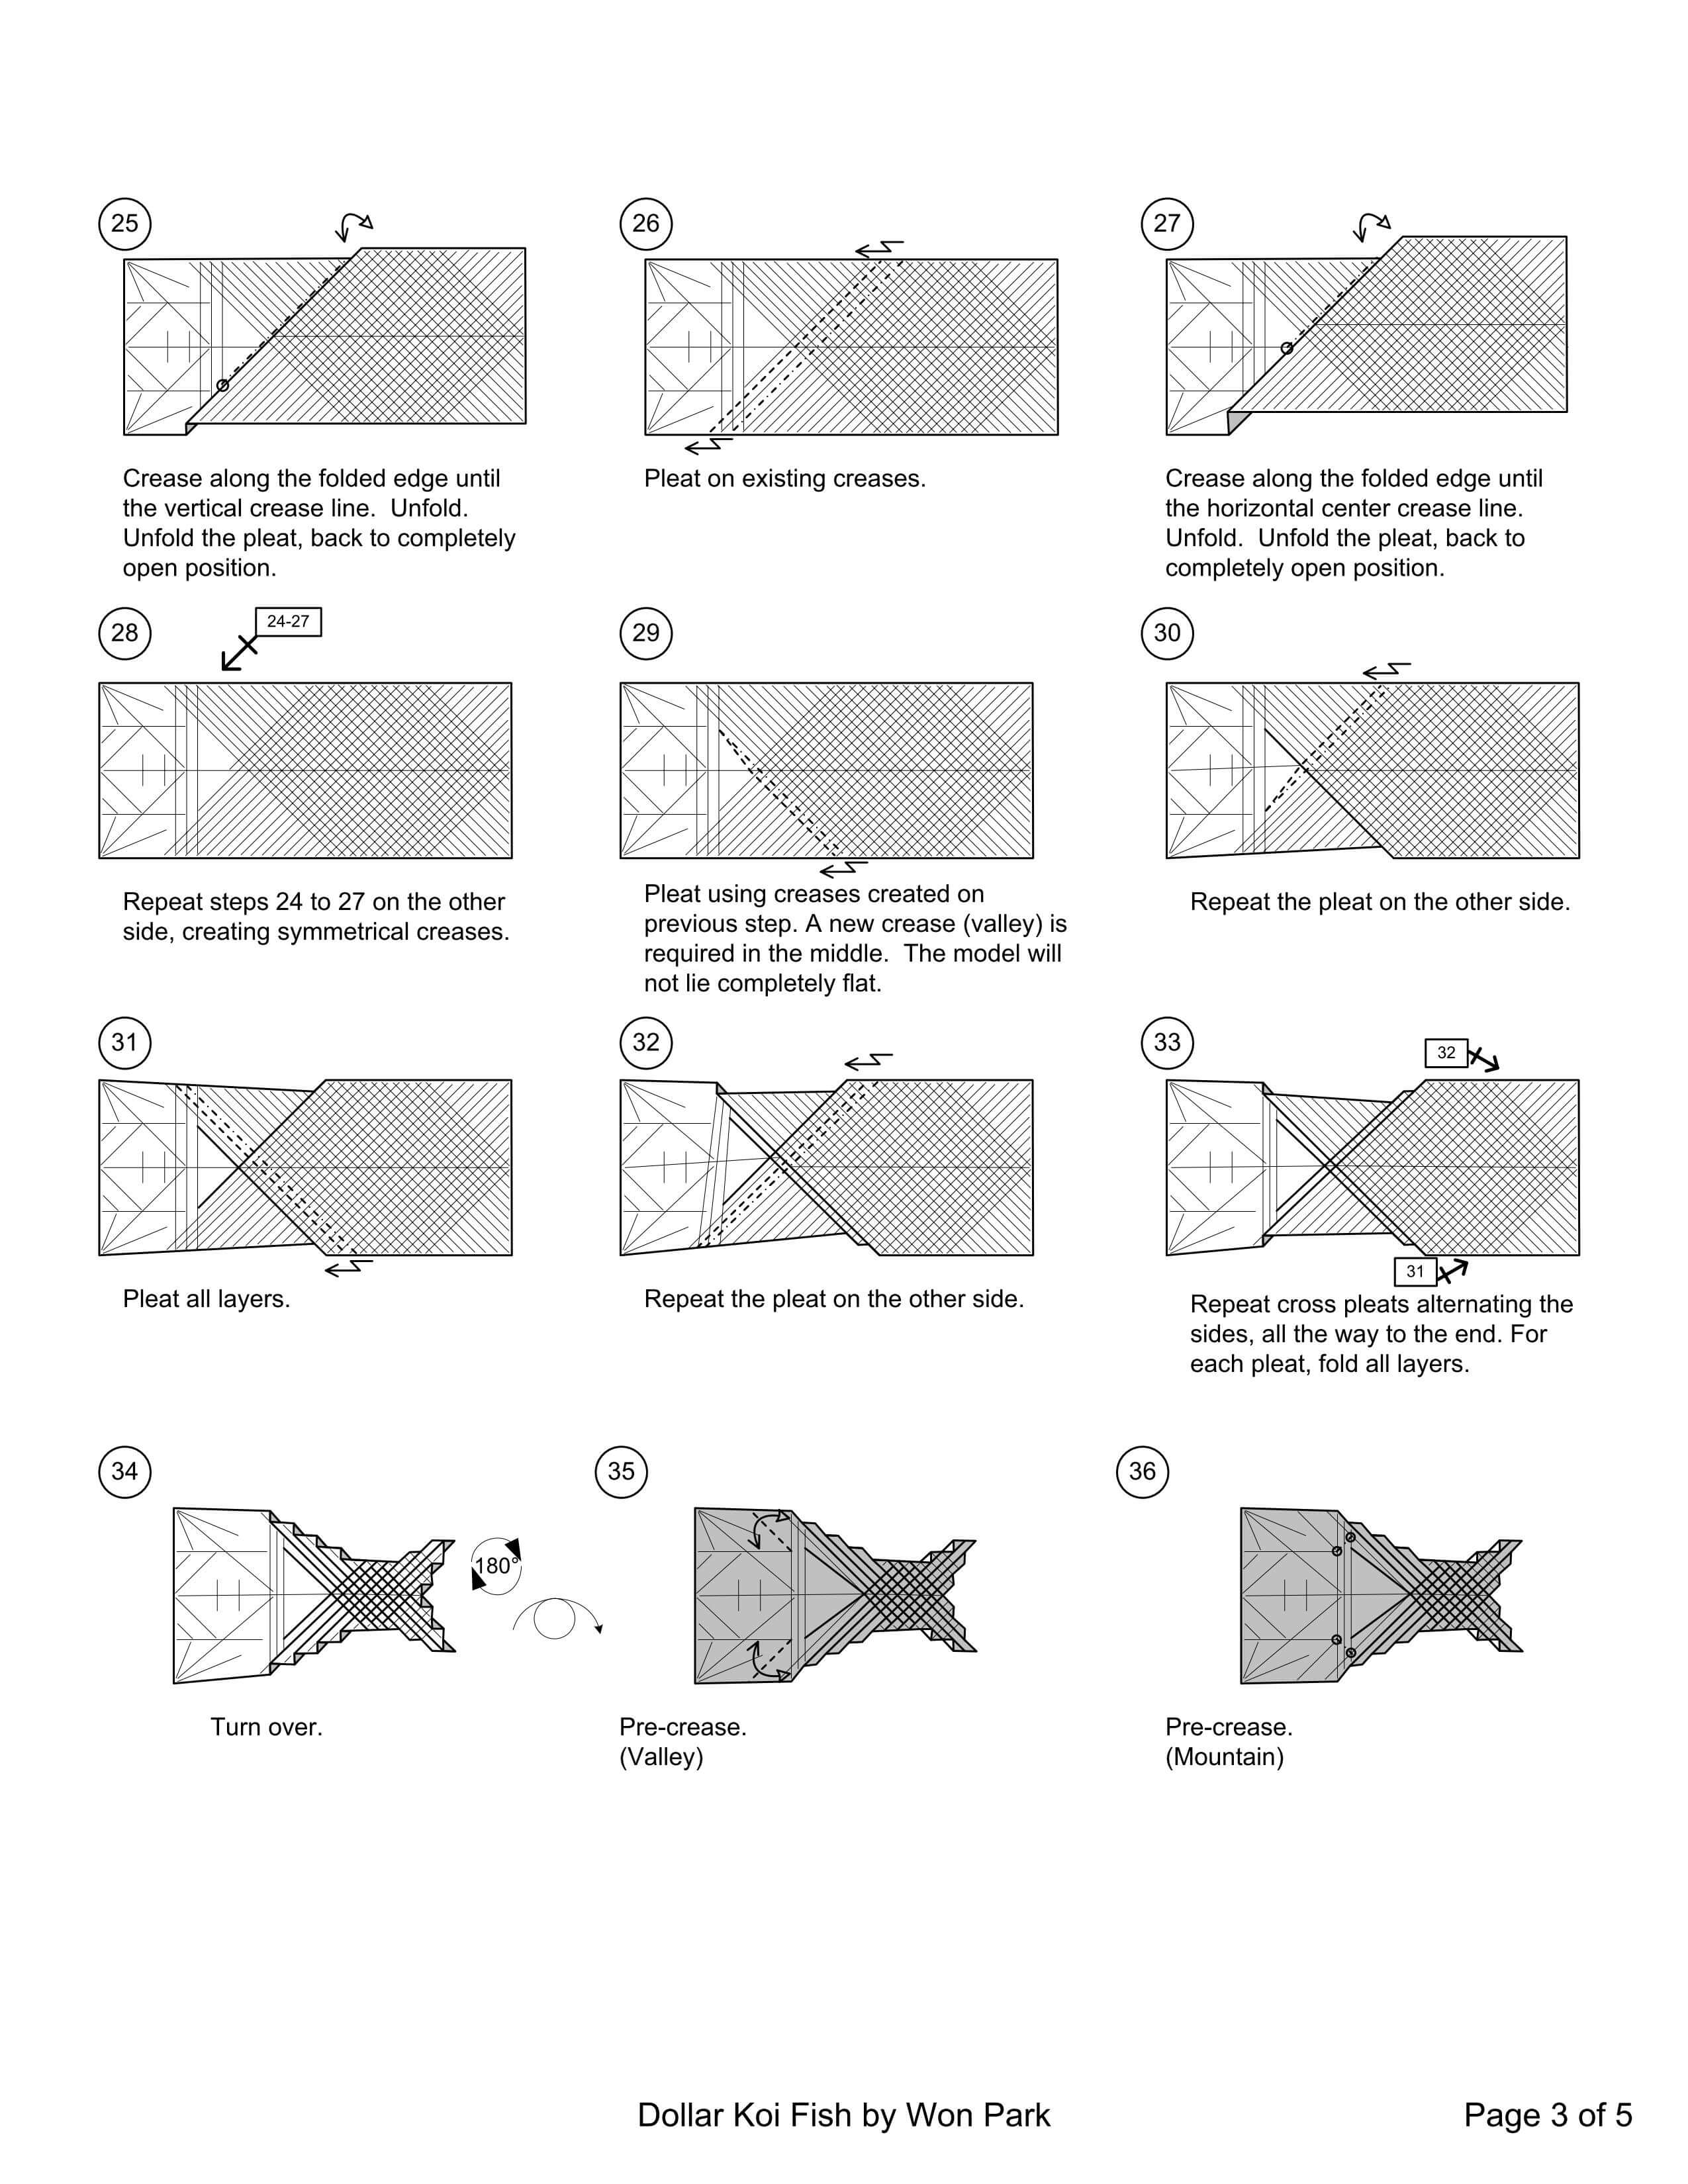 25
Crease along the folded edge until
the vertical crease line.  Unfold.
Unfold the pleat, back to completely
open position.
26
Pleat on existing creases.
27
Crease along the folded edge until
the horizontal center crease line.
Unfold.  Unfold the pleat, back to
completely open position.
28
24-27
Repeat steps 24 to 27 on the other
side, creating symmetrical creases.
29
Pleat using creases created on
previous step. A new crease (valley) is
required in the middle.  The model will
not lie completely flat.
30
Repeat the pleat on the other side.
31
Pleat all layers.
32
Repeat the pleat on the other side.
33
32
31
Repeat cross pleats alternating the
sides, all the way to the end. For
each pleat, fold all layers.
34
180°
Turn over.
35
Pre-crease.
(Valley)
36
Pre-crease.
(Mountain)
Dollar Koi Fish by Won Park
Page 3 of 5